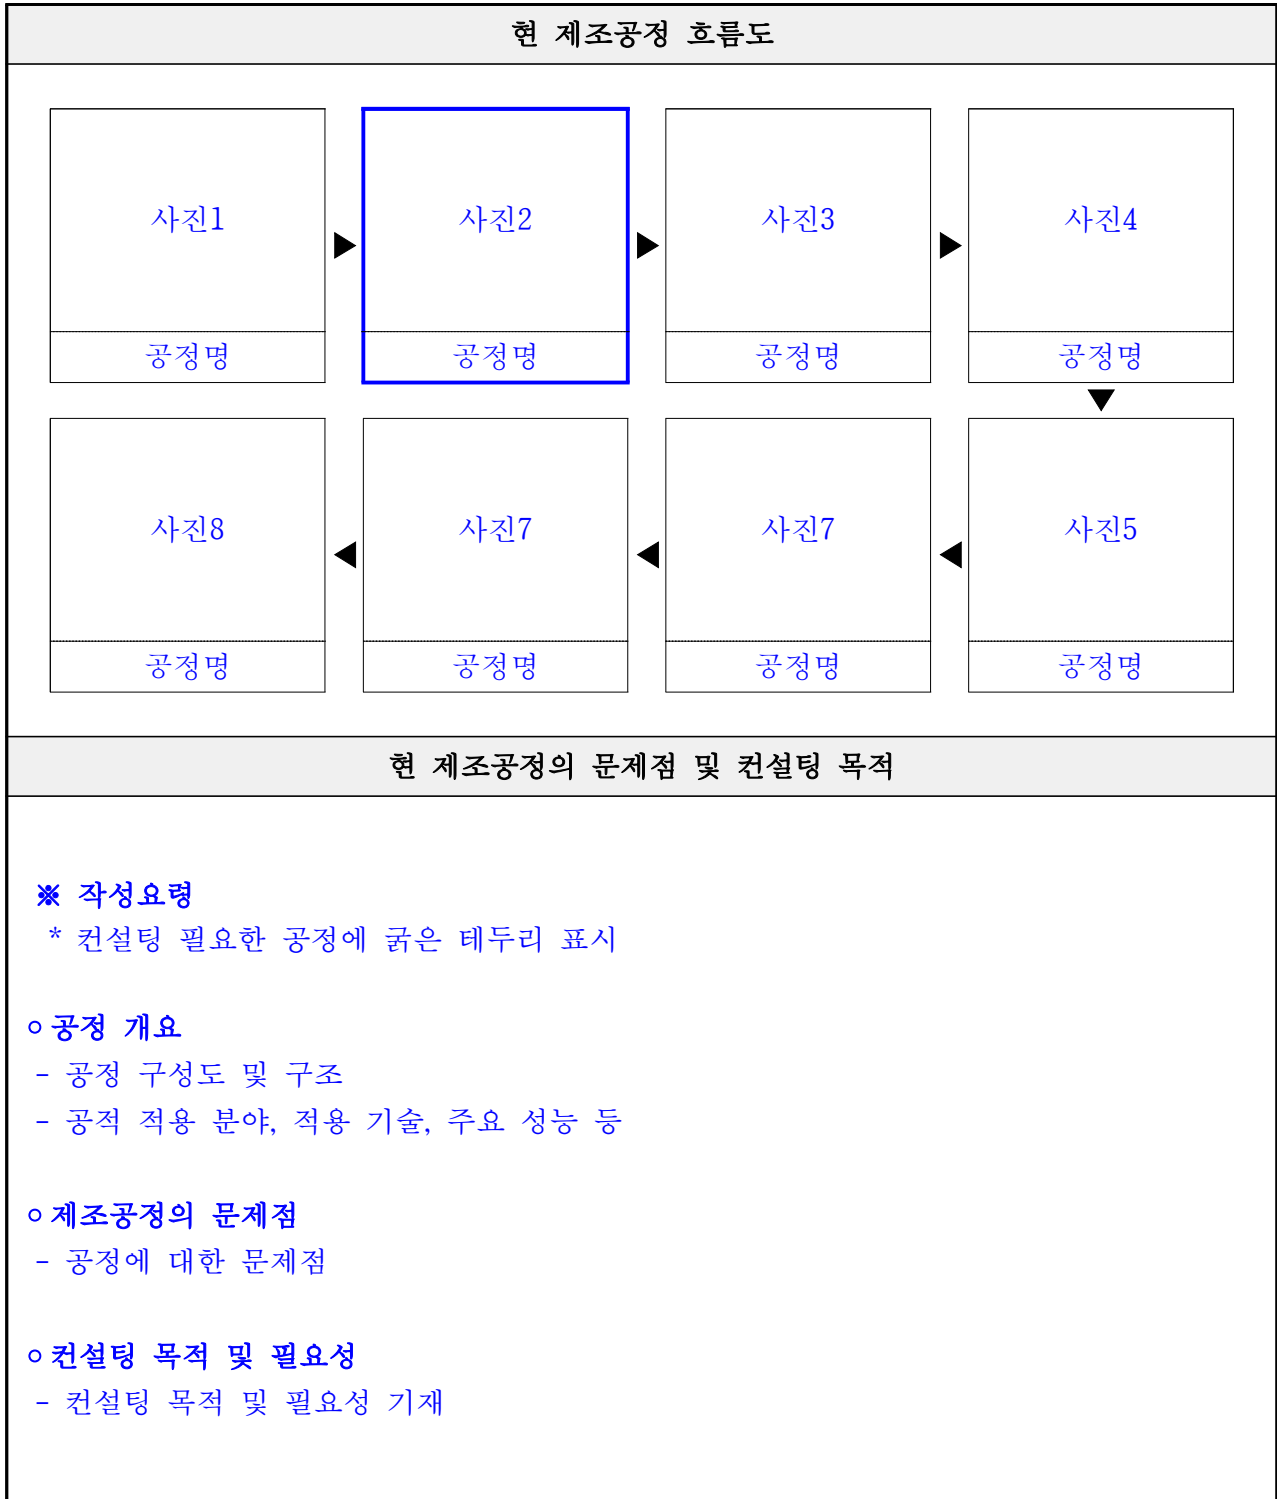 현 제조공정 흐름도
사진1 사진2 사진3 사진4
공정명 공정명 공정명 공정명
사진8 사진7 사진7 사진5
공정명 공정명 공정명 공정명
현 제조공정의 문제점 및 컨설팅 목적
※ 작성요령
* 컨설팅 필요한 공정에 굵은 테두리 표시
ㅇ공정 개요
- 공정 구성도 및 구조
- 공적 적용 분야, 적용 기술, 주요 성능 등
ㅇ제조공정의 문제점
- 공정에 대한 문제점
ㅇ컨설팅 목적 및 필요성
- 컨설팅 목적 및 필요성 기재